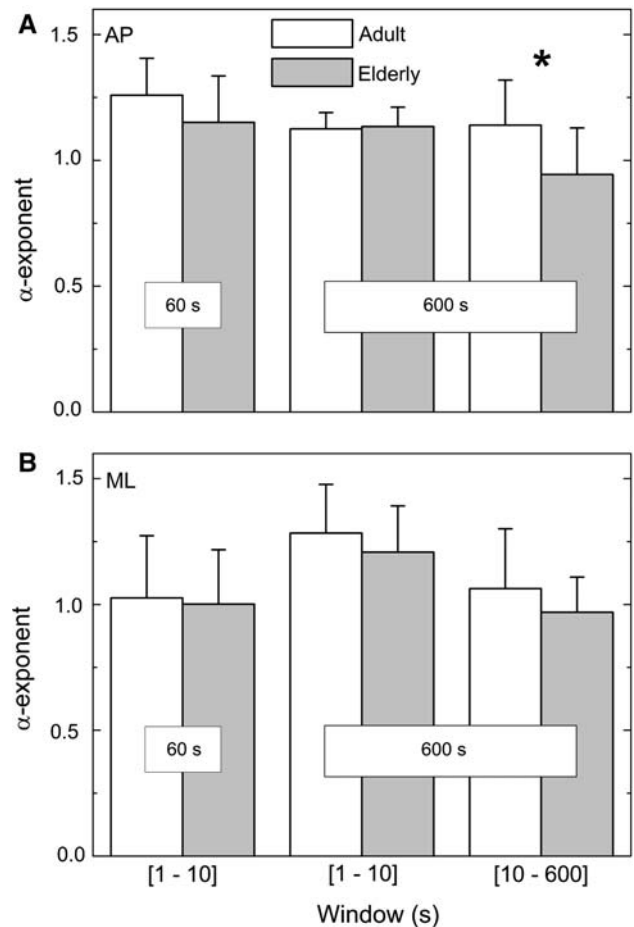 A
AP
Adult
Elderly
*
1.5
1.0
0.5
0.0
α-exponent
60 s
600 s
B
ML
1.5
1.0
0.5
0.0
α-exponent
60 s
600 s
[1 - 10]
[1 - 10]
[10 - 600]
Window (s)